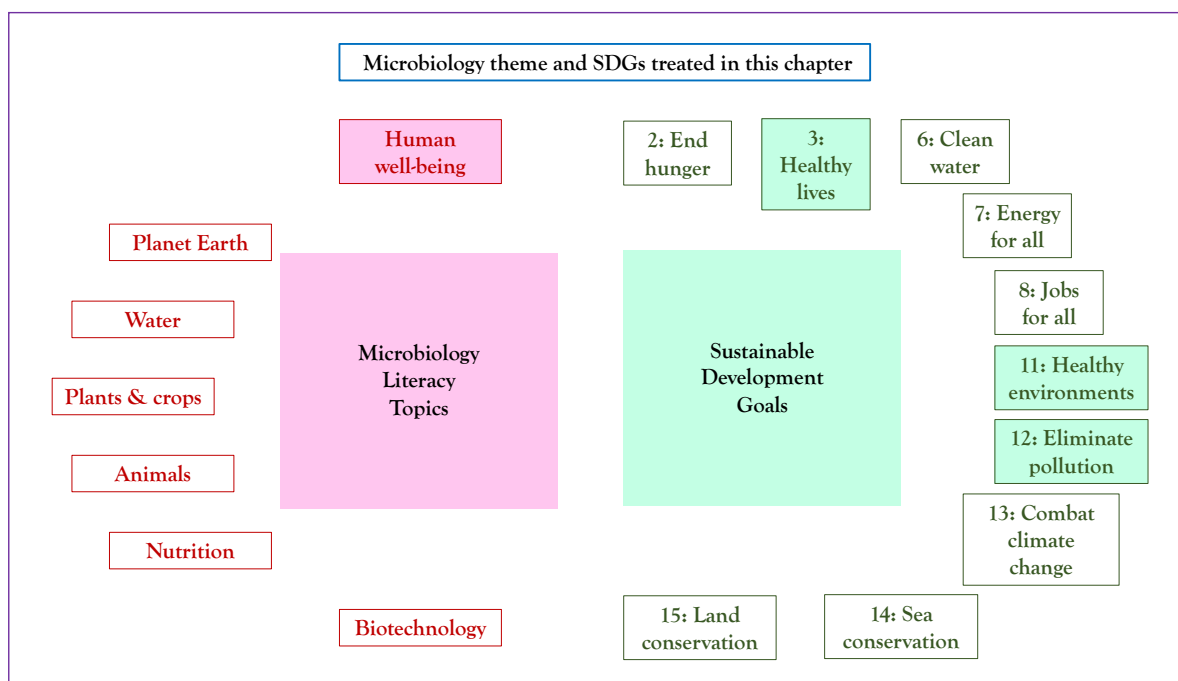 Microbiology theme and SDGs treated in this chapter
Human
well-being
Planet Earth
Water
Plants & crops
Animals
Nutrition
Biotechnology
Microbiology
Literacy
Topics
Sustainable
Development
Goals
2: End
hunger
3:
Healthy
lives
6: Clean
water
7: Energy
for all
8: Jobs
for all
11: Healthy
environments
12: Eliminate
pollution
13: Combat
climate
change
14: Sea
conservation
15: Land
conservation